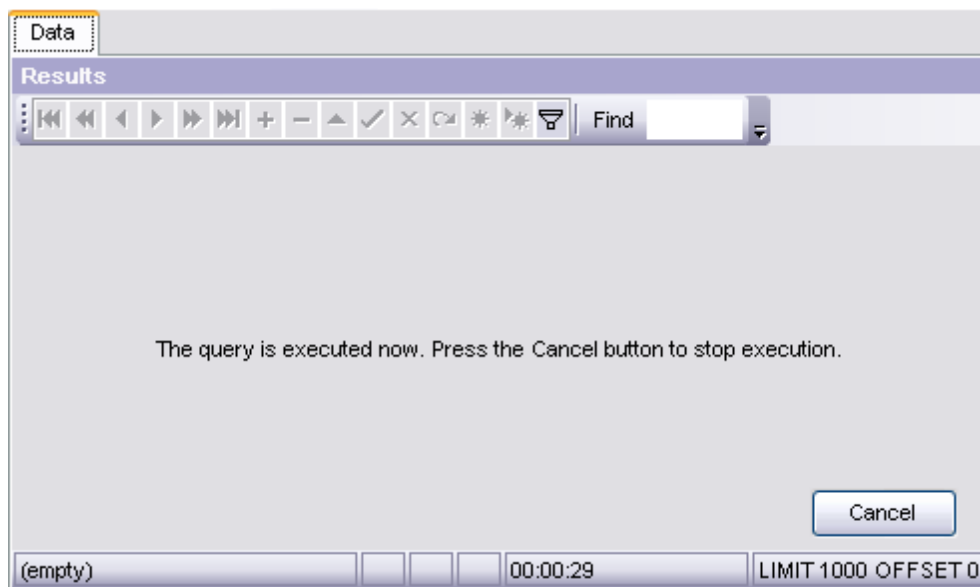 Data
Results
Find
The query is executed now. Press the Cancel button to stop execution.
Cancel
(empty) 00:00:29 LIMIT 1000 OFFSET 0